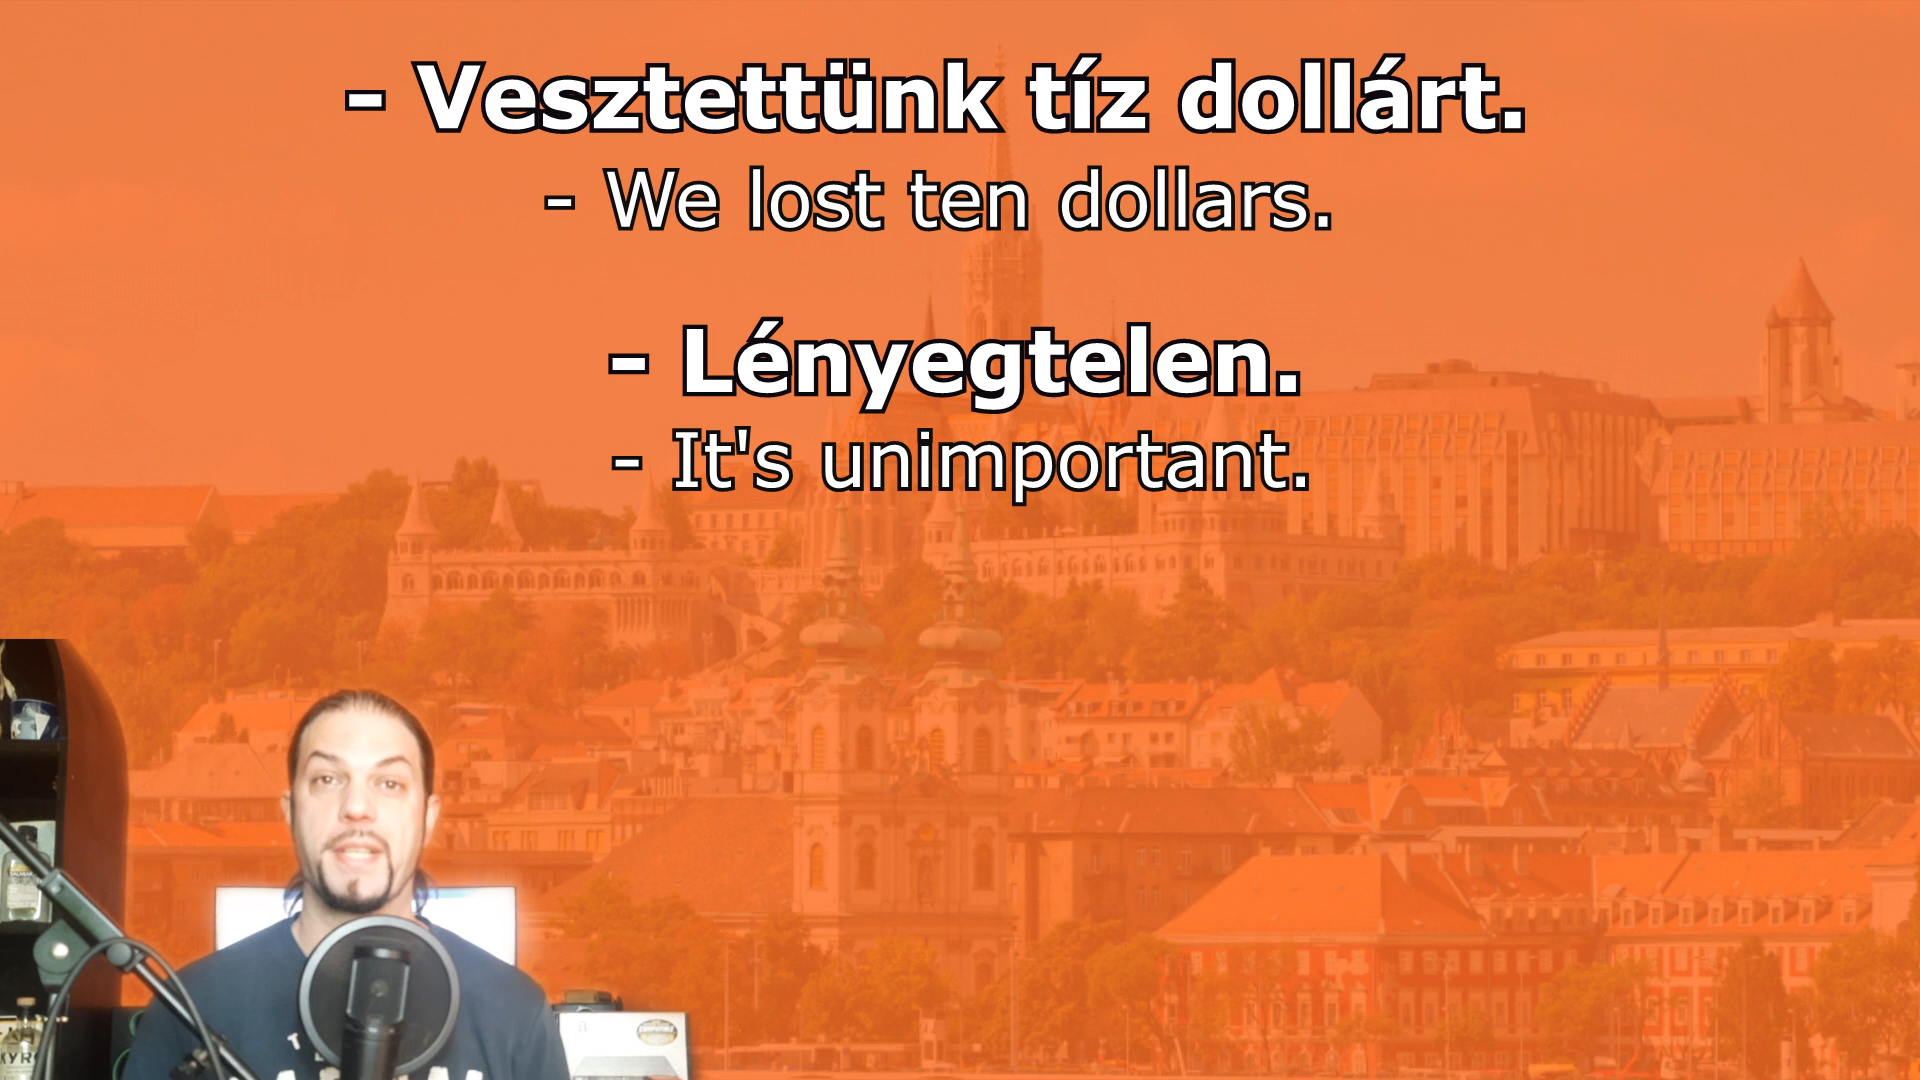 - Vesztettünk tíz dollárt.
- We lost ten dollars.
- Lényegtelen.
- It's unimportant.